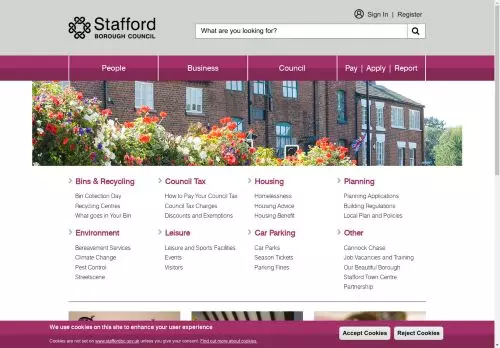 Stafford
BOROUGH COUNCIL
Sign In | Register
What are you looking for?
People
Business
Council
Pay | Apply | Report
Bins & Recycling
Bin Collection Day
Recycling Centres
What goes in Your Bin
Council Tax
How to Pay Your Council Tax
Council Tax Charges
Discounts and Exemptions
Housing
Homelessness
Housing Advice
Housing Benefit
Planning
Planning Applications
Building Regulations
Local Plan and Policies
Environment
Bereavement Services
Climate Change
Pest Control
Streetscene
Leisure
Leisure and Sports Facilities
Events
Visitors
Car Parking
Car Parks
Season Tickets
Parking Fines
Other
Cannock Chase
Job Vacancies and Training
Our Beautiful Borough
Stafford Town Centre
Partnership
We use cookies on this site to enhance your user experience
Cookies are not set on www.staffordbc.gov.uk unless you give your consent. Find out more about cookies.
Accept Cookies
Reject Cookies